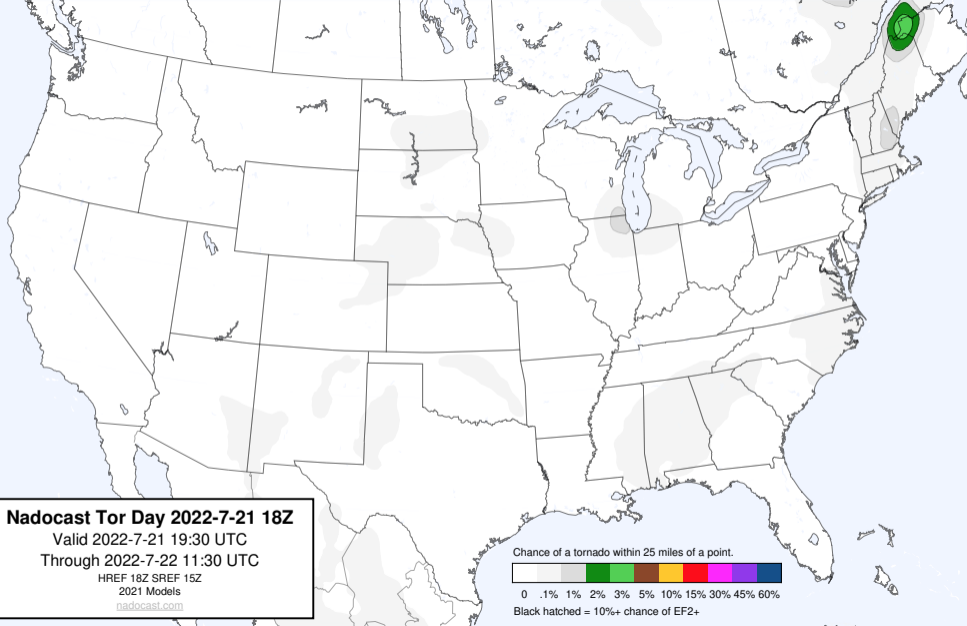 Nadocast Tor Day 2022-7-21 18Z
Valid 2022-7-21 19:30 UTC
Through 2022-7-22 11:30 UTC
HREF 18Z SREF 15Z
2021 Models
nadocast.com
Chance of a tornado within 25 miles of a point.
0 .1% 1% 2% 3% 5% 10% 15% 30% 45% 60%
Black hatched = 10%+ chance of EF2+